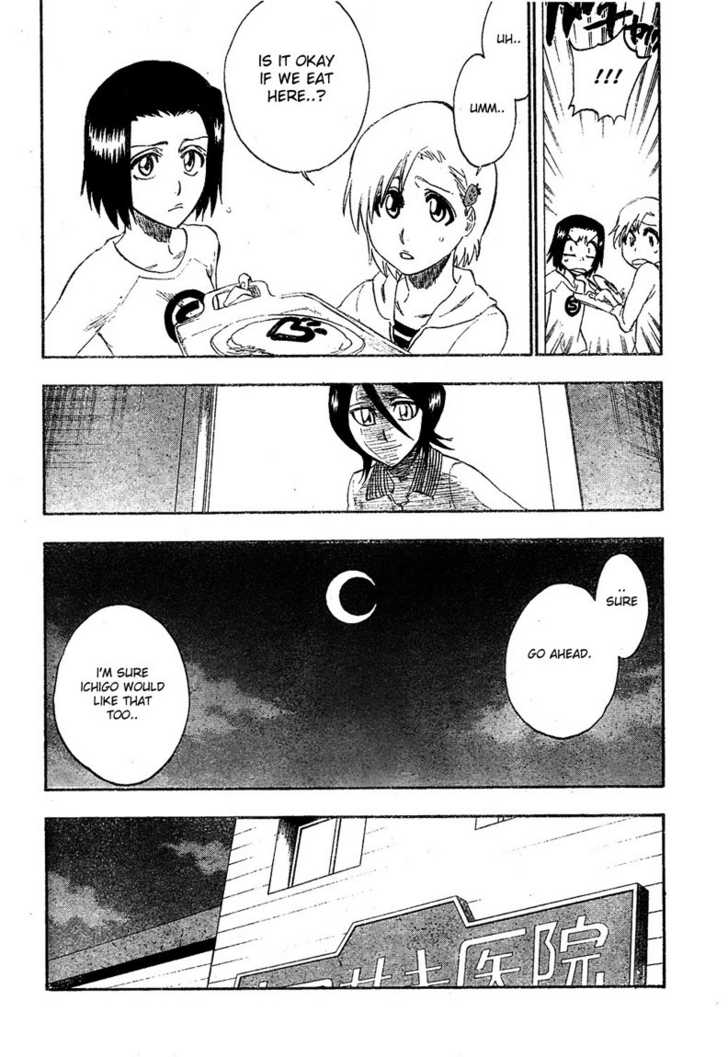 !!!
UH..
UMM..
IS IT OKAY
IF WE EAT
HERE..?
..
SURE
GO AHEAD.
I'M SURE
ICHIGO WOULD
LIKE THAT
TOO..
医院